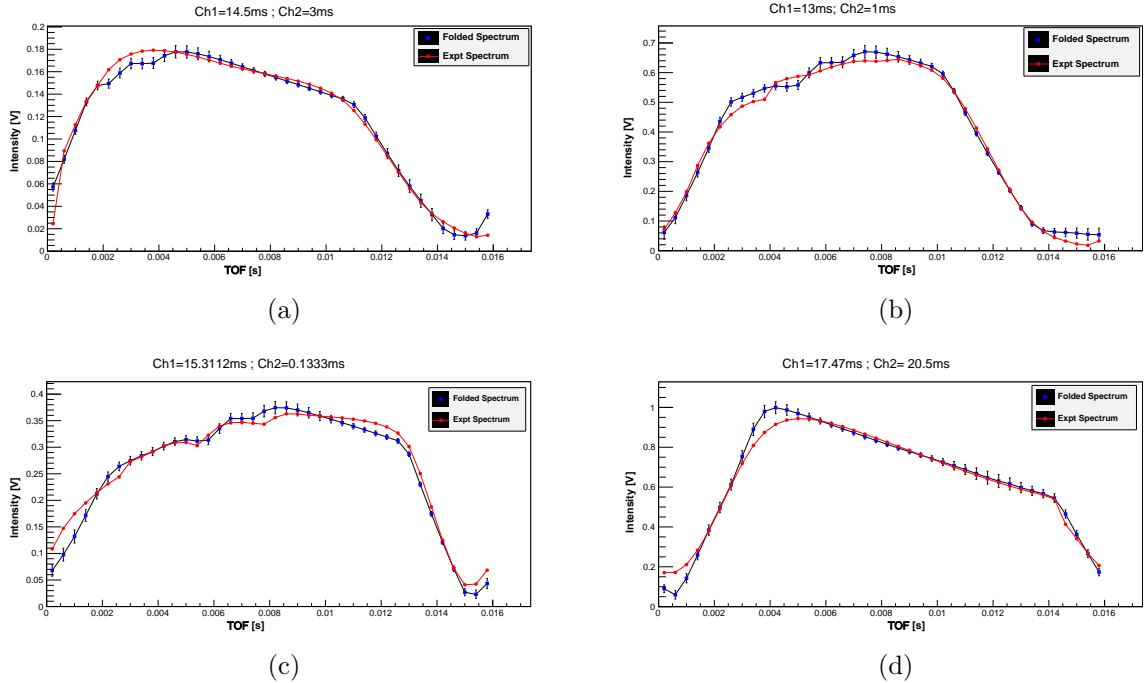 Ch1=14.5ms ; Ch2=3ms
Intensity [V]
0.2
0.18
0.16
0.14
0.12
0.1
0.08
0.06
0.04
0.02
0
Folded Spectrum
Expt Spectrum
0 0.002 0.004 0.006 0.008 0.01 0.012 0.014 0.016
TOF [s]
(a)
Ch1=13ms; Ch2=1ms
Intensity [V]
0.7
0.6
0.5
0.4
0.3
0.2
0.1
0
Folded Spectrum
Expt Spectrum
0 0.002 0.004 0.006 0.008 0.01 0.012 0.014 0.016
TOF [s]
(b)
Ch1=15.3112ms ; Ch2=0.1333ms
Intensity [V]
0.4
0.35
0.3
0.25
0.2
0.15
0.1
0.05
0
Folded Spectrum
Expt Spectrum
0 0.002 0.004 0.006 0.008 0.01 0.012 0.014 0.016
TOF [s]
(c)
Ch1=17.47ms ; Ch2= 20.5ms
Intensity [V]
1
0.8
0.6
0.4
0.2
0
Folded Spectrum
Expt Spectrum
0 0.002 0.004 0.006 0.008 0.01 0.012 0.014 0.016
TOF [s]
(d)